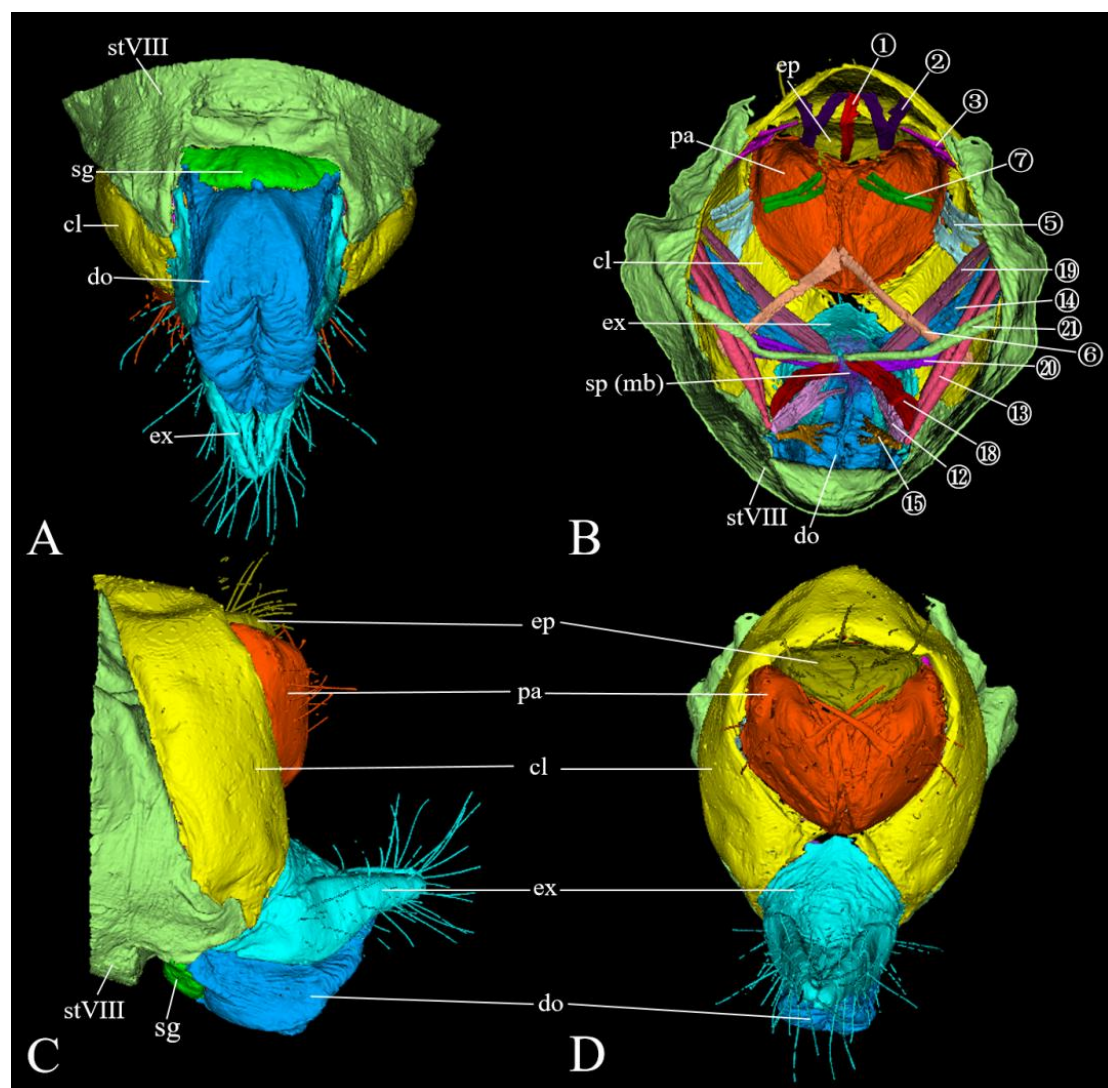 stVIII
sg
cl
do
ex
A
ep
①
②
③
pa
⑦
⑤
cl
⑲
⑭
ex
㉑
⑥
sp (mb)
⑳
⑬
⑱
⑫
stVIII
⑮
do
B
ep
pa
cl
ex
do
stVIII
sg
C
D